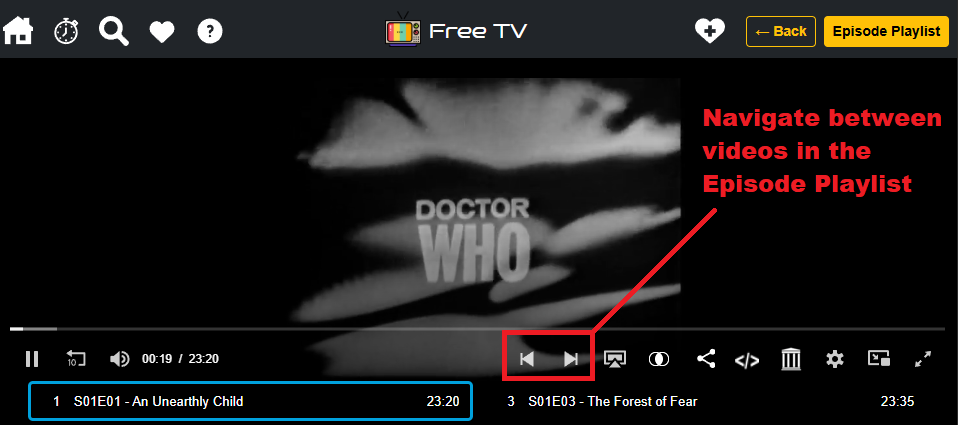 Free TV
← Back
Episode Playlist
Navigate between
videos in the
Episode Playlist
DOCTOR
WHO
10
00:19 / 23:20
1 S01E01 - An Unearthly Child 23:20
3 S01E03 - The Forest of Fear 23:35